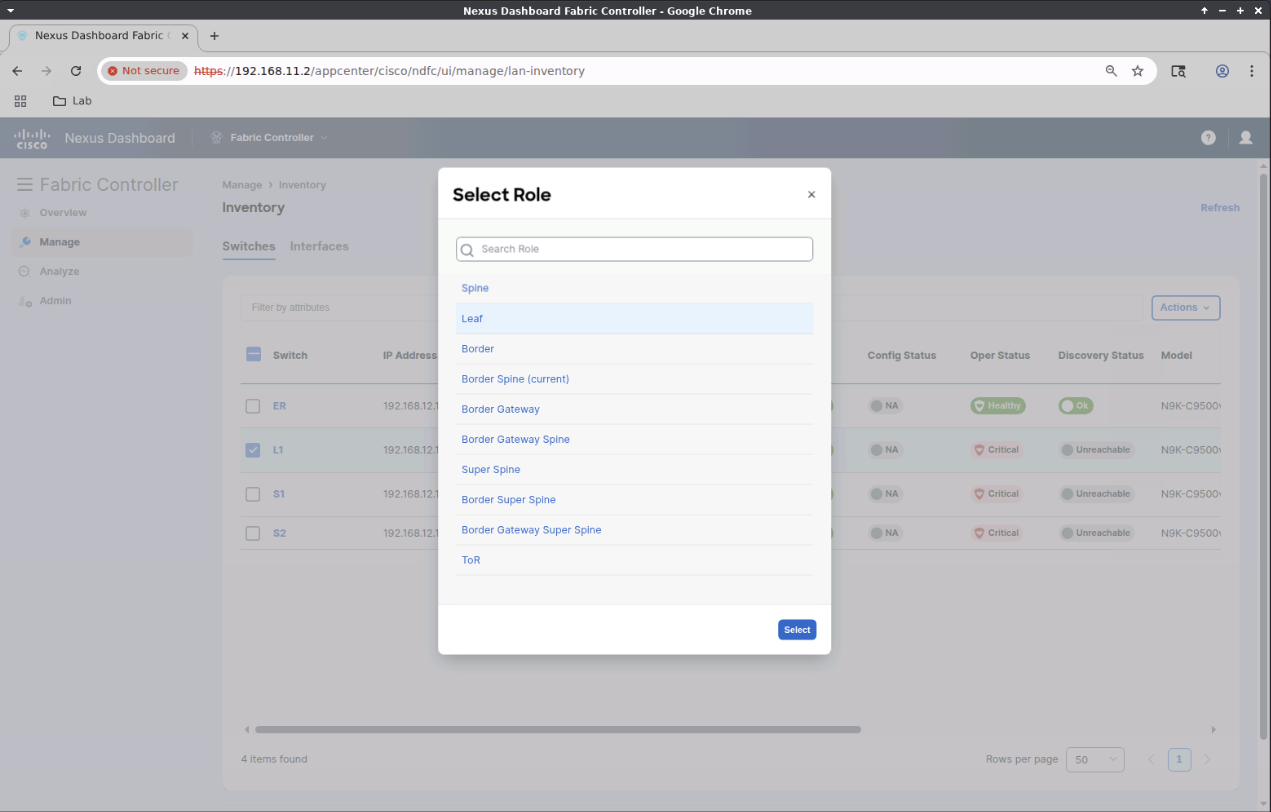 Nexus Dashboard Fabric Controller - Google Chrome
Nexus Dashboard Fabric
Not secure https://192.168.11.2/appcenter/cisco/ndfc/ui/manage/lan-inventory
Lab
CISCO Nexus Dashboard Fabric Controller
Fabric Controller
Overview
Manage
Analyze
Admin
Manage > Inventory
Inventory
Refresh
Switches Interfaces
Filter by attributes
Actions
Switch IP Address Config Status Oper Status Discovery Status Model
ER 192.168.12.1 NA Healthy Ok N9K-C9500v
L1 192.168.12.1 NA Critical Unreachable N9K-C9500v
S1 192.168.12.1 NA Critical Unreachable N9K-C9500v
S2 192.168.12.1 NA Critical Unreachable N9K-C9500v
4 items found
Rows per page 50 1
Select Role
Search Role
Spine
Leaf
Border
Border Spine (current)
Border Gateway
Border Gateway Spine
Super Spine
Border Super Spine
Border Gateway Super Spine
ToR
Select